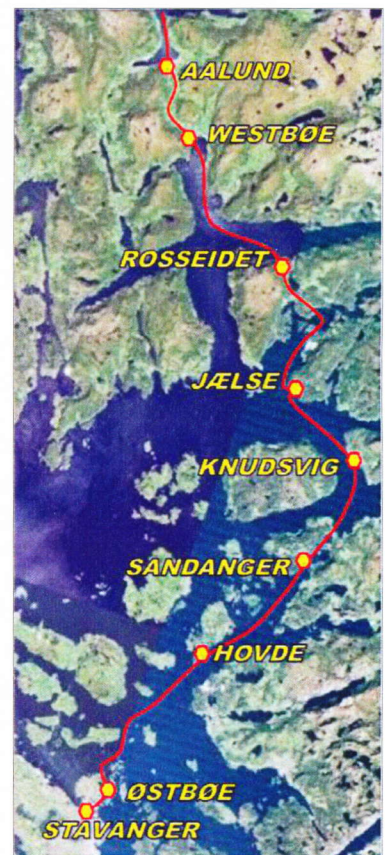 AALUND
WESTBØE
ROSSEIDET
JÆLSE
KNUDSVIG
SANDANGER
HOVDE
ØSTBØE
STAVANGER